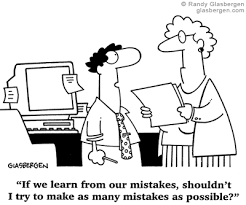 © Randy Glasbergen
glasbergen.com
GLASBERGEN
"If we learn from our mistakes, shouldn't
I try to make as many mistakes as possible?"